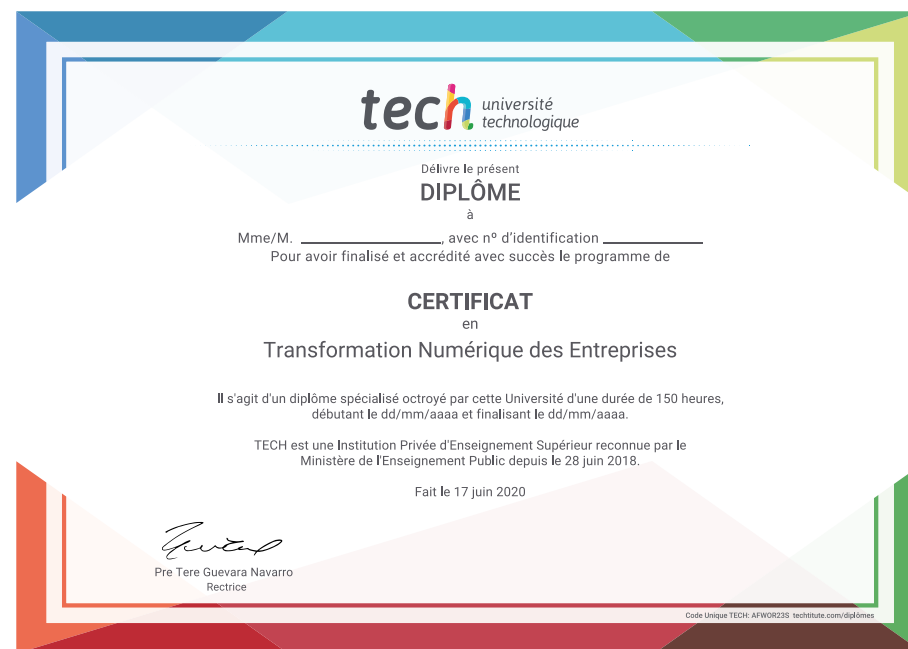 tech université
technologique
Délivre le présent
DIPLÔME
à
Mme/M. ____________________, avec nº d'identification ______________
Pour avoir finalisé et accrédité avec succès le programme de
CERTIFICAT
en
Transformation Numérique des Entreprises
Il s'agit d'un diplôme spécialisé octroyé par cette Université d'une durée de 150 heures,
débutant le dd/mm/aaaa et finalisant le dd/mm/aaaa.
TECH est une Institution Privée d'Enseignement Supérieur reconnue par le
Ministère de l'Enseignement Public depuis le 28 juin 2018.
Fait le 17 juin 2020
Pre Tere Guevara Navarro
Rectrice
Code Unique TECH: AFWOR23S techtitute.com/diplômes